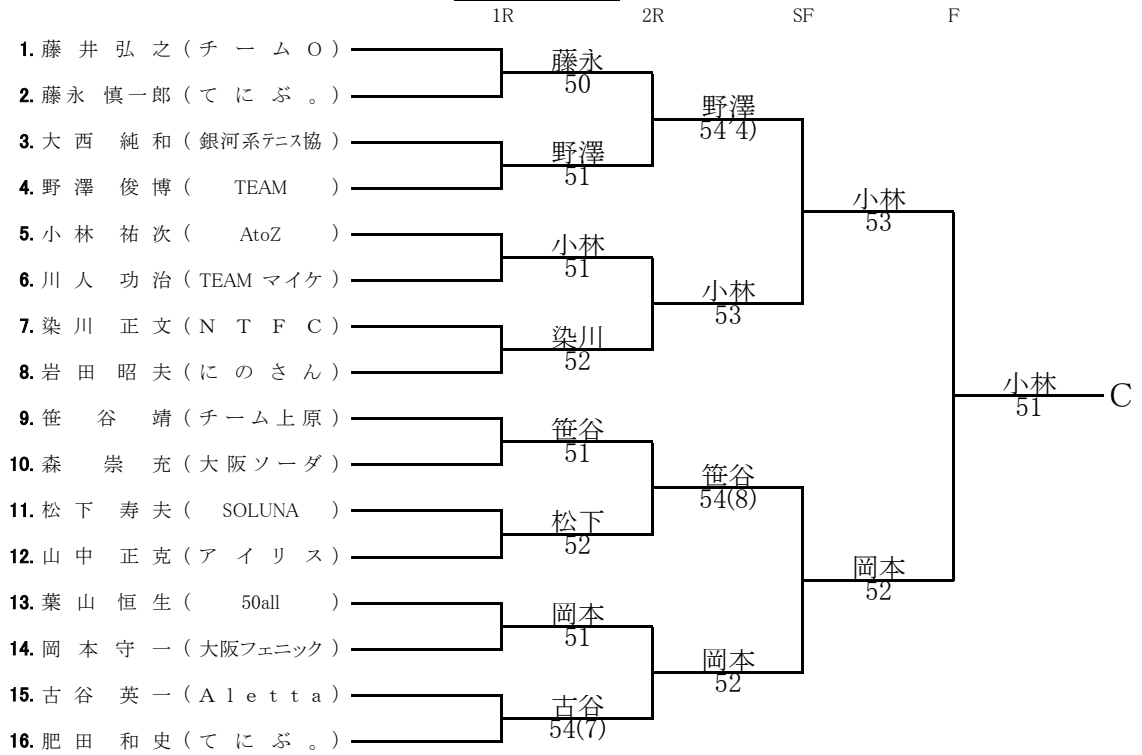 1R 2R SF F
1. 藤 井 弘 之 ( チ ー ム O )
2. 藤永 慎一郎 ( て に ぶ 。 )
3. 大 西 純 和 ( 銀河系テニス協 )
4. 野 澤 俊 博 ( TEAM )
5. 小 林 祐 次 ( AtoZ )
6. 川 人 功 治 ( TEAM マイケ )
7. 染 川 正 文 ( N T F C )
8. 岩 田 昭 夫 ( に の さ ん )
9. 笹 谷 靖 ( チーム上原 )
10. 森 崇 充 ( 大阪ソーダ )
11. 松 下 寿 夫 ( SOLUNA )
12. 山 中 正 克 ( ア イ リ ス )
13. 葉 山 恒 生 ( 50all )
14. 岡 本 守 一 ( 大阪フェニック )
15. 古 谷 英 一 ( A l e t t a )
16. 肥 田 和 史 ( て に ぶ 。 )
藤永
50
野澤
51
小林
51
染川
52
笹谷
51
松下
52
岡本
51
古谷
54(7)
野澤
54'4)
小林
53
笹谷
54(8)
岡本
52
小林
53
岡本
52
小林
51
C